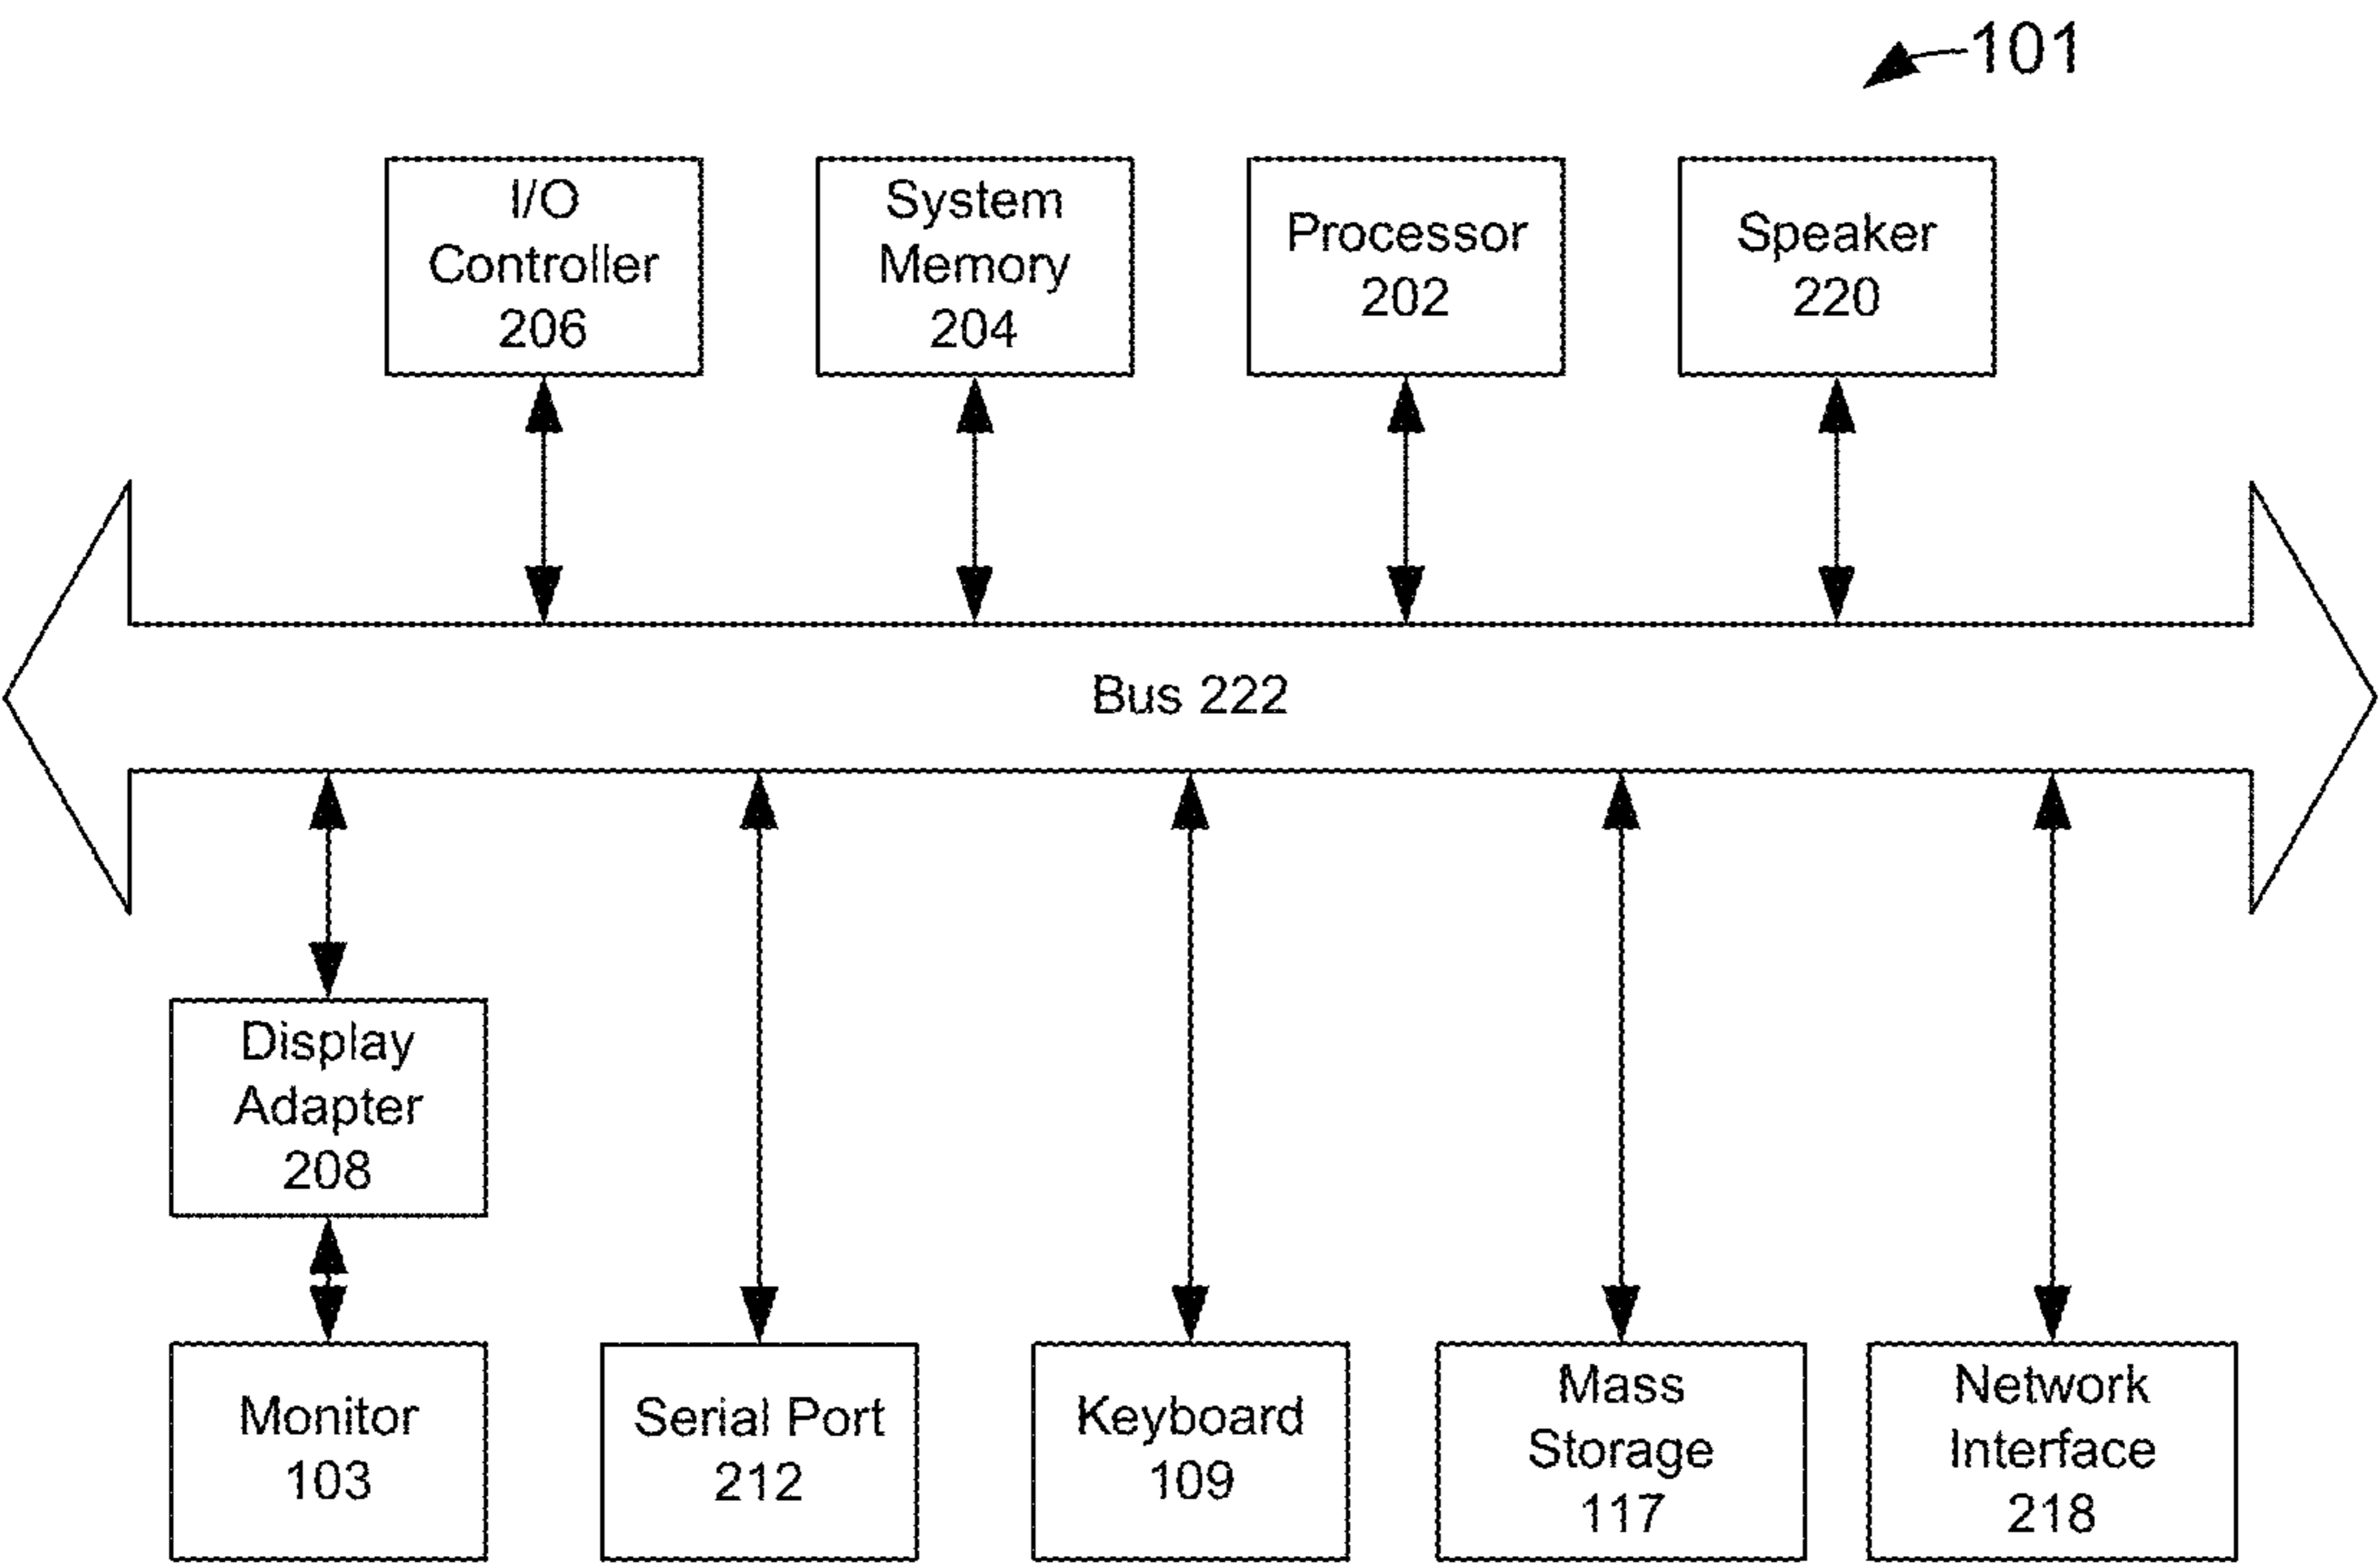 101
I/O
Controller
206
System
Memory
204
Processor
202
Speaker
220
Bus 222
Display
Adapter
208
Monitor
103
Serial Port
212
Keyboard
109
Mass
Storage
117
Network
Interface
218